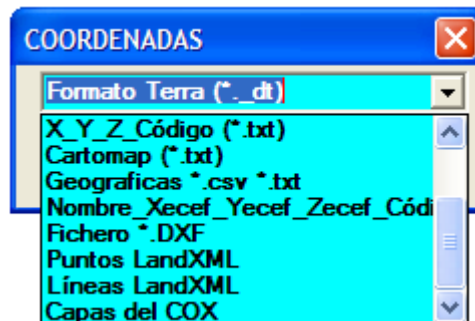 COORDENADAS
Formato Terra (*._dt)
X_Y_Z_Código (*.txt)
Cartomap (*.txt)
Geograficas *.csv *.txt
Nombre_Xecef_Yecef_Zecef_Códi
Fichero *.DXF
Puntos LandXML
Líneas LandXML
Capas del COX